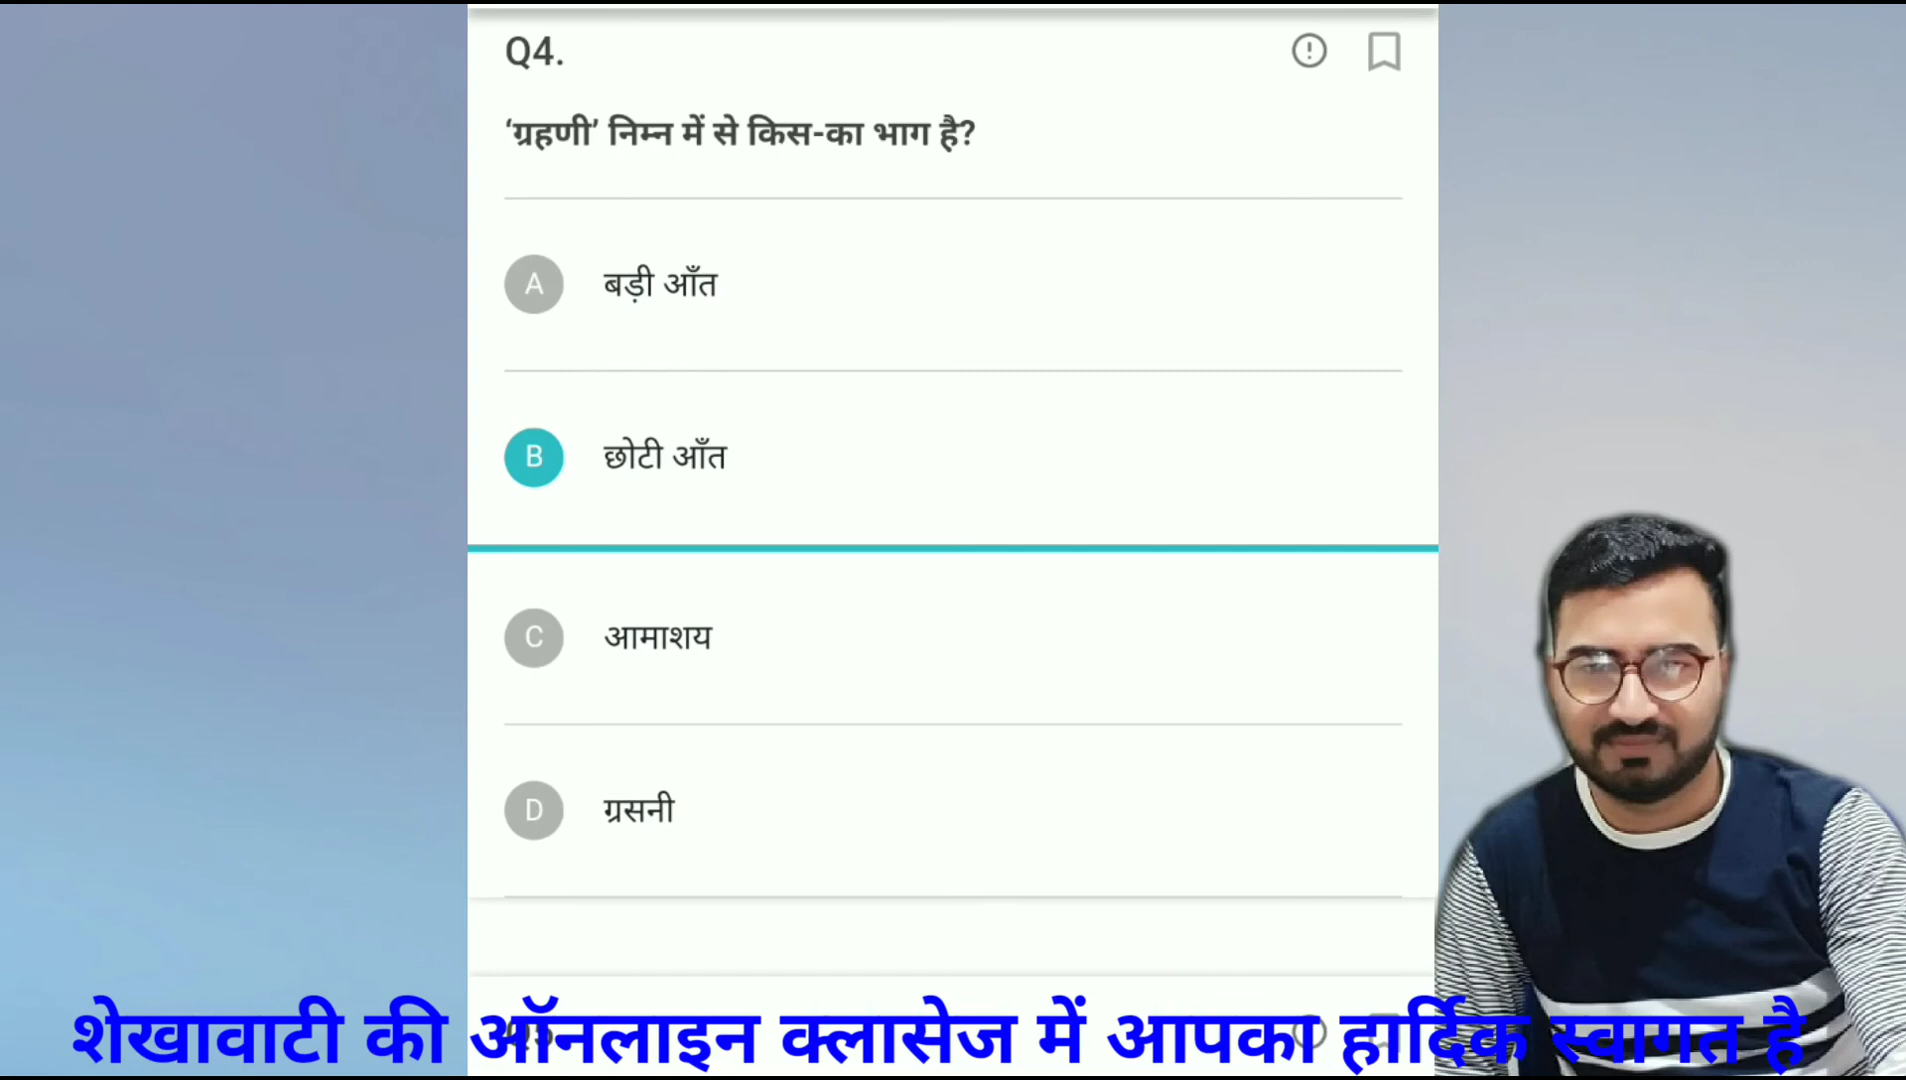 Q4.
‘ग्रहणी’ निम्न में से किस-का भाग है?
A बड़ी आँत
B छोटी आँत
C आमाशय
D ग्रसनी
शेखावाटी की ऑनलाइन क्लासेज में आपका हार्दिक स्वागत है